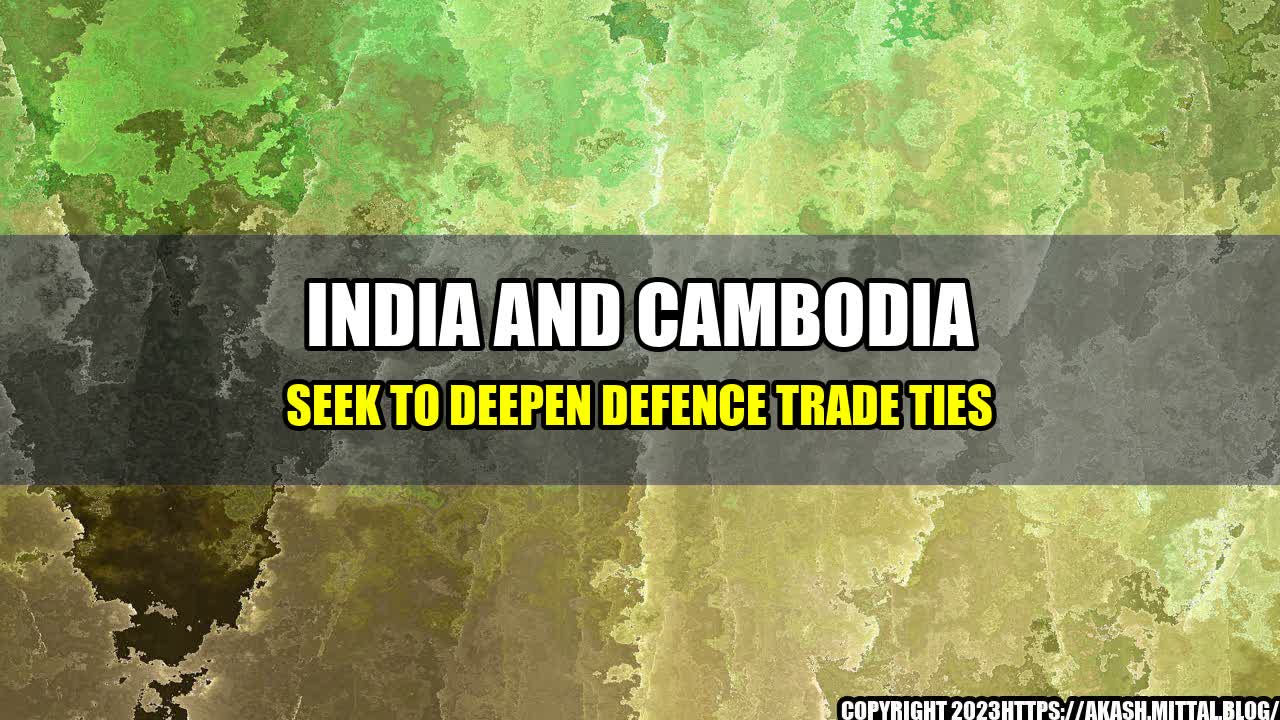 INDIA AND CAMBODIA
SEEK TO DEEPEN DEFENCE TRADE TIES
COPYRIGHT 2023HTTPS://AKASH.MITTAL.BLOG/